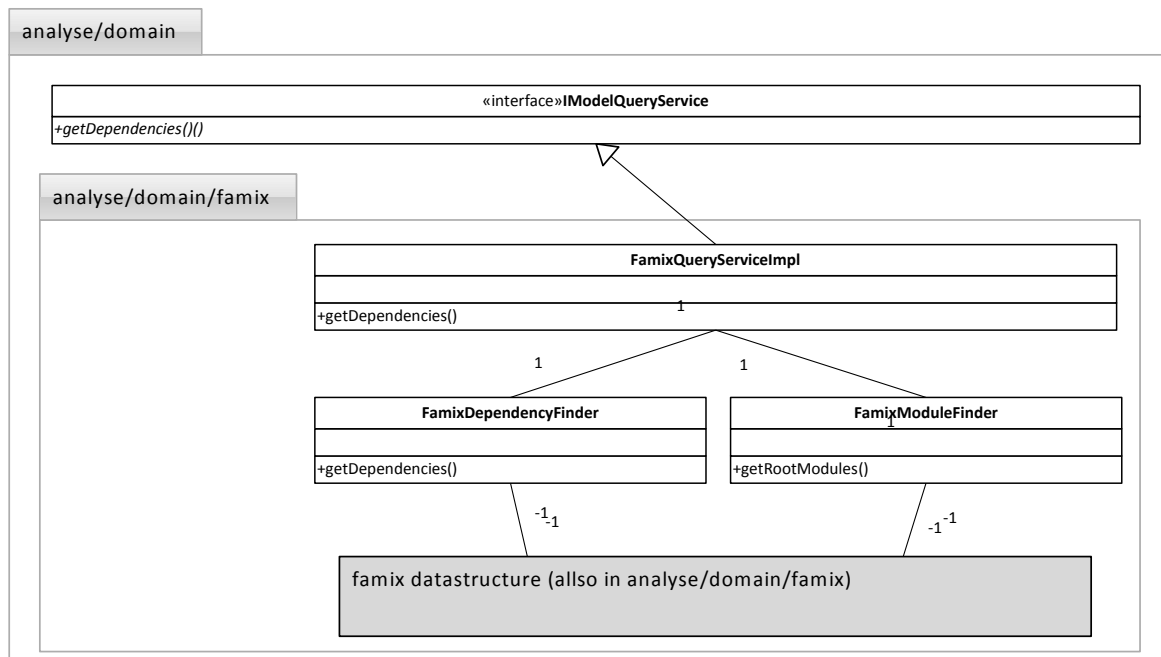 analyse/domain
«interface»IModelQueryService
+getDependencies()()
analyse/domain/famix
FamixQueryServiceImpl
1
+getDependencies()
1
1
FamixDependencyFinder
FamixModuleFinder
1
+getDependencies()
+getRootModules()
-1
-1
-1
-1
famix datastructure (allso in analyse/domain/famix)